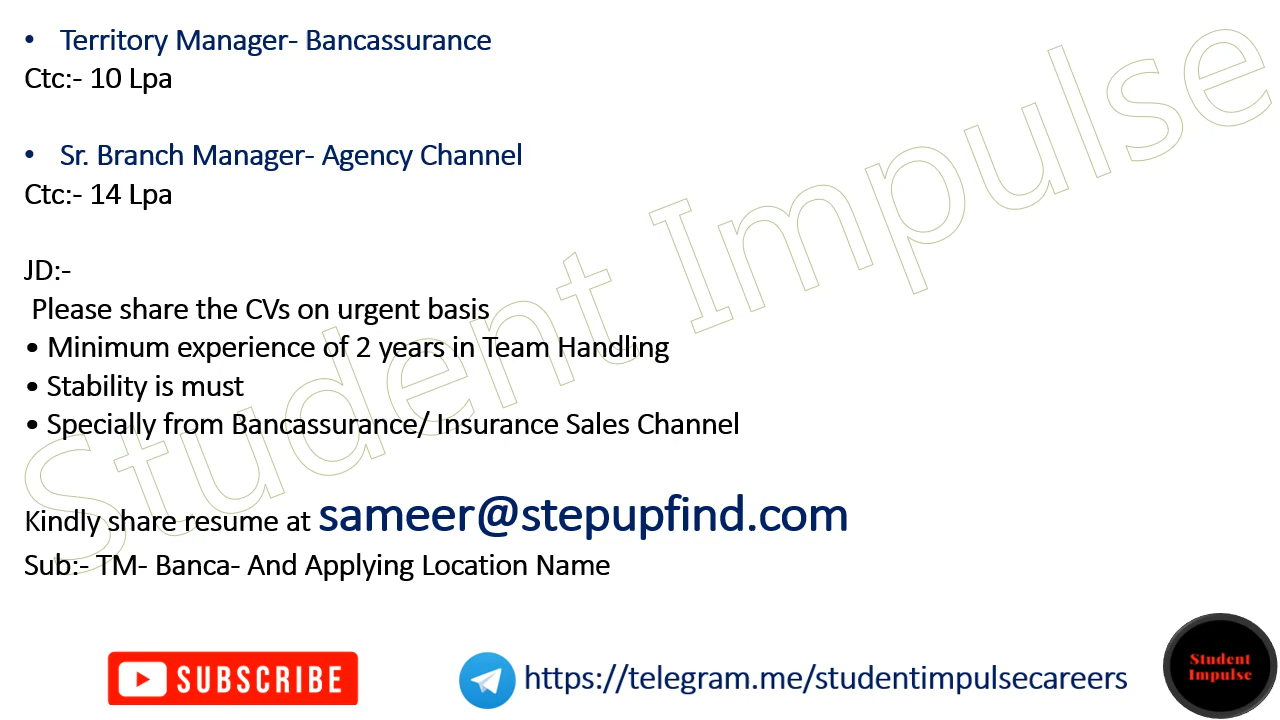 • Territory Manager- Bancassurance
Ctc:- 10 Lpa
• Sr. Branch Manager- Agency Channel
Ctc:- 14 Lpa
JD:-
Please share the CVs on urgent basis
• Minimum experience of 2 years in Team Handling
• Stability is must
• Specially from Bancassurance/ Insurance Sales Channel
Kindly share resume at sameer@stepupfind.com
Sub:- TM- Banca- And Applying Location Name
Student Impulse
SUBSCRIBE
https://telegram.me/studentimpulsecareers
Student
Impulse